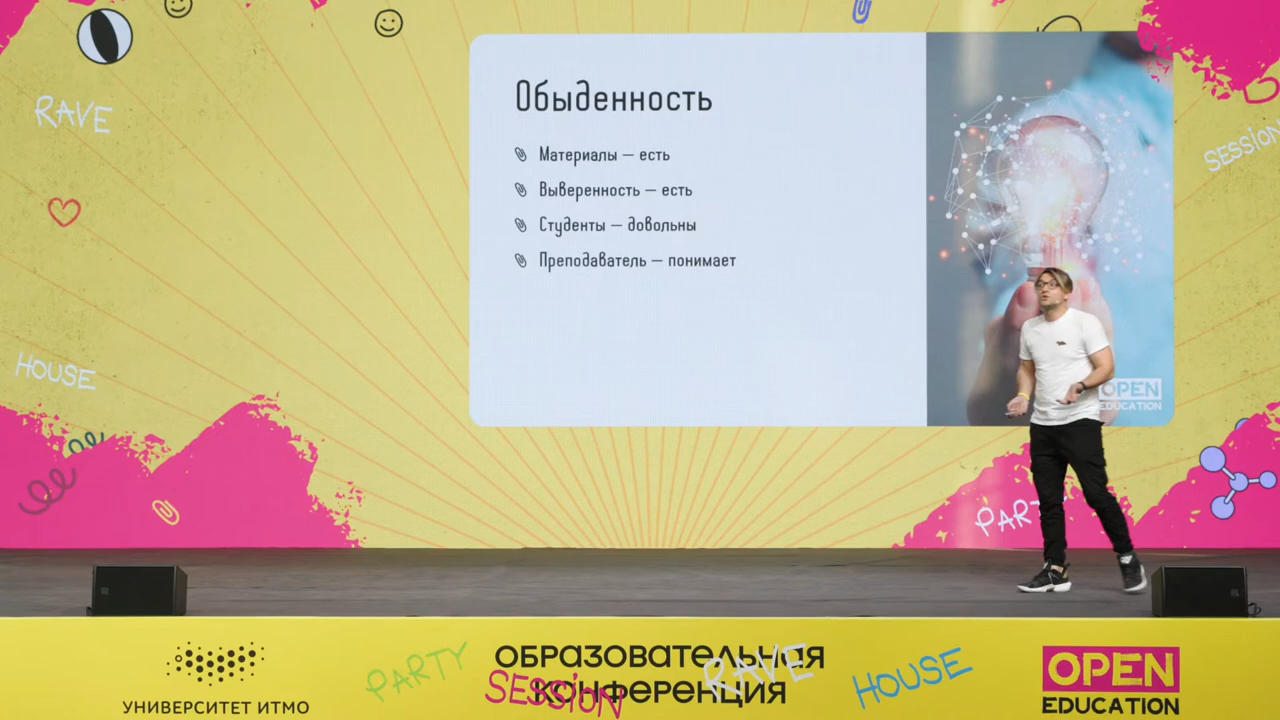 RAVE
SESSION
Обыденность
Материалы – есть
Выверенность – есть
Студенты – довольны
Преподаватель – понимает
HOUSE
OPEN
EDUCATION
PARTY
УНИВЕРСИТЕТ ИТМО
PARTY
ОБРАЗОВАТЕЛЬНАЯ
КОНФЕРЕНЦИЯ
SESSION
RAVE
HOUSE
OPEN
EDUCATION